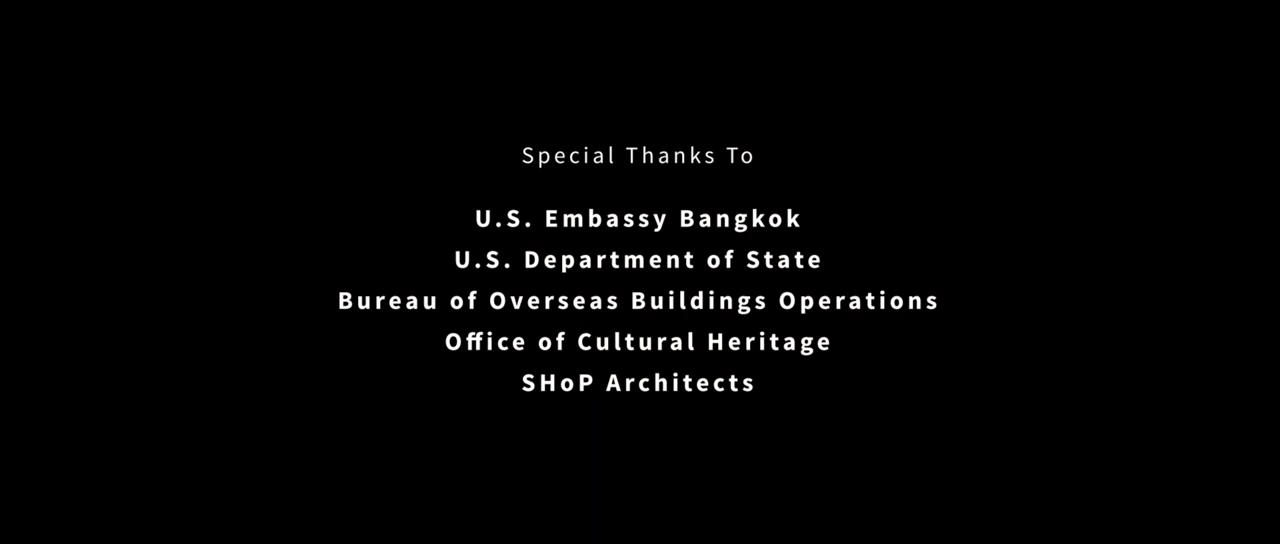 Special Thanks To
U.S. Embassy Bangkok
U.S. Department of State
Bureau of Overseas Buildings Operations
Office of Cultural Heritage
SHoP Architects